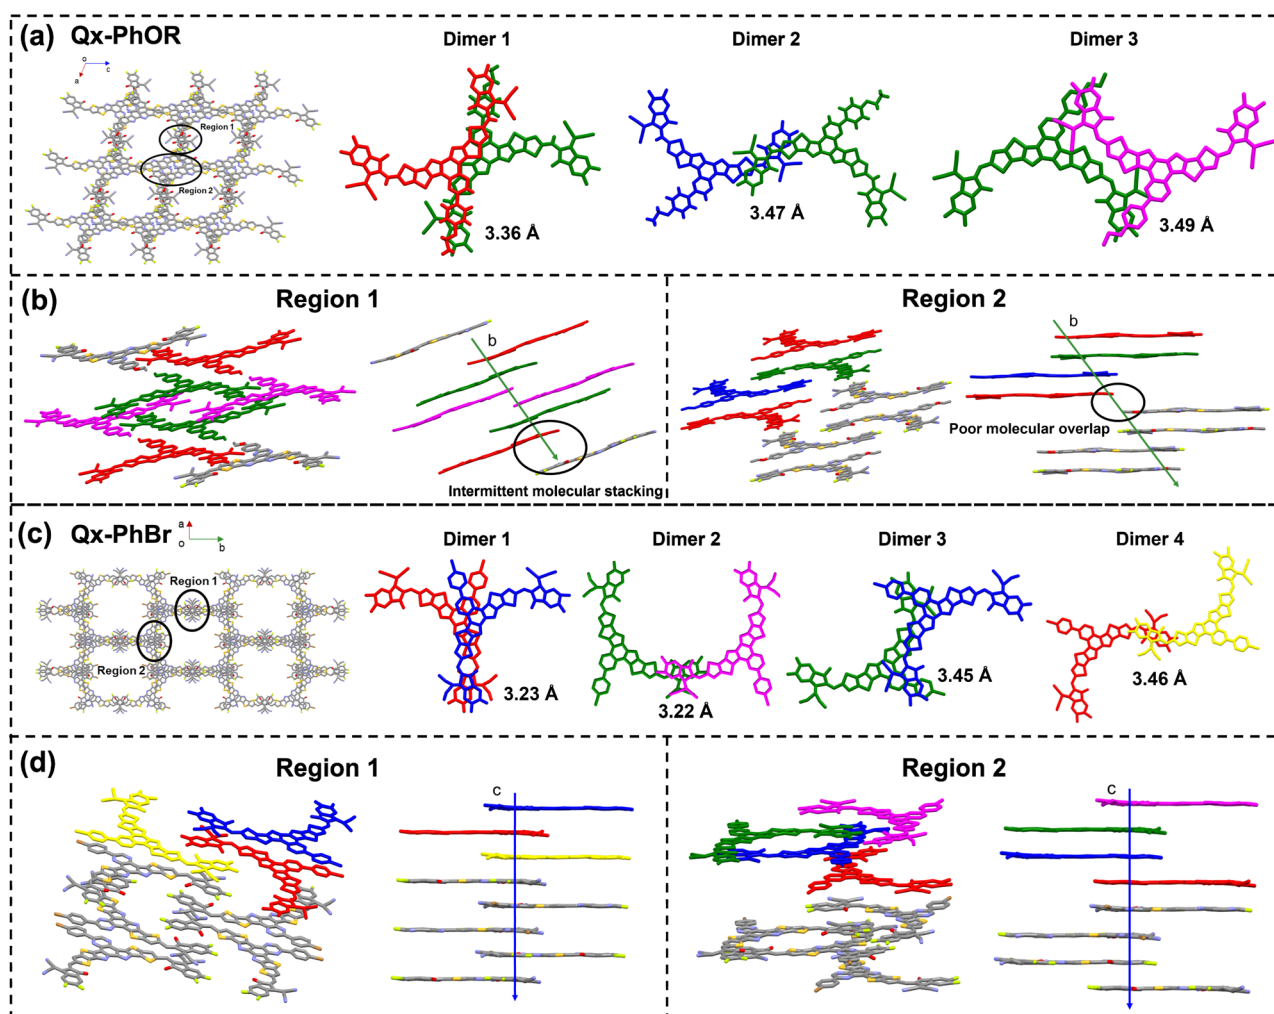 (a) Qx-PhOR
Dimer 1
Dimer 2
Dimer 3
o
a
c
Region 1
Region 2
3.36 Å
3.47 Å
3.49 Å
(b)
Region 1
Region 2
b
b
Poor molecular overlap
Intermittent molecular stacking
(c) Qx-PhBr
a
o
b
Dimer 1
Dimer 2
Dimer 3
Dimer 4
Region 1
Region 2
3.23 Å
3.22 Å
3.45 Å
3.46 Å
(d)
Region 1
Region 2
c
c